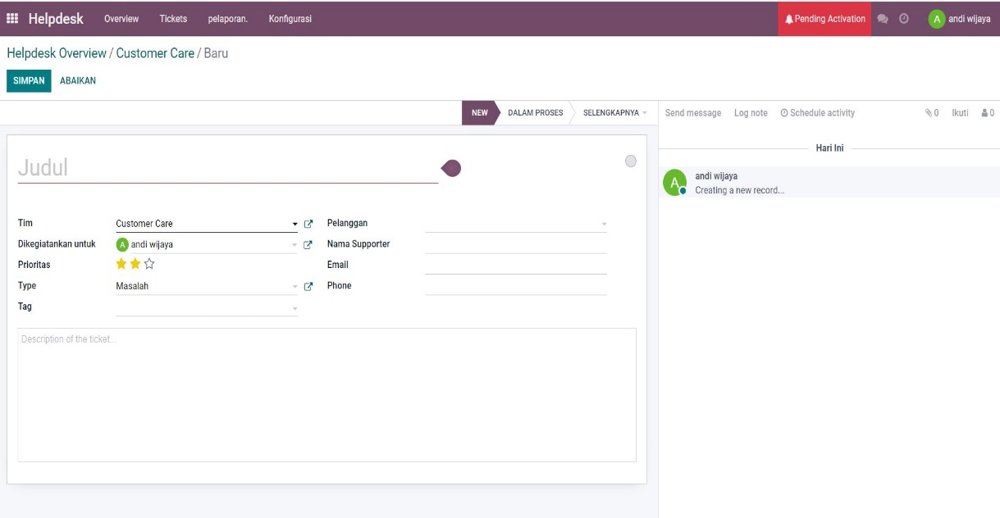 Helpdesk Overview Tickets pelaporan. Konfigurasi Pending Activation A andi wijaya
Helpdesk Overview / Customer Care / Baru
SIMPAN ABAIKAN
NEW DALAM PROSES SELENGKAPNYA Send message Log note Schedule activity 0 Ikuti 0
Hari Ini
Judul
A andi wijaya
Creating a new record...
Tim Customer Care Pelanggan
Dikegiatankan untuk A andi wijaya Nama Supporter
Prioritas Email
Type Masalah Phone
Tag
Description of the ticket...